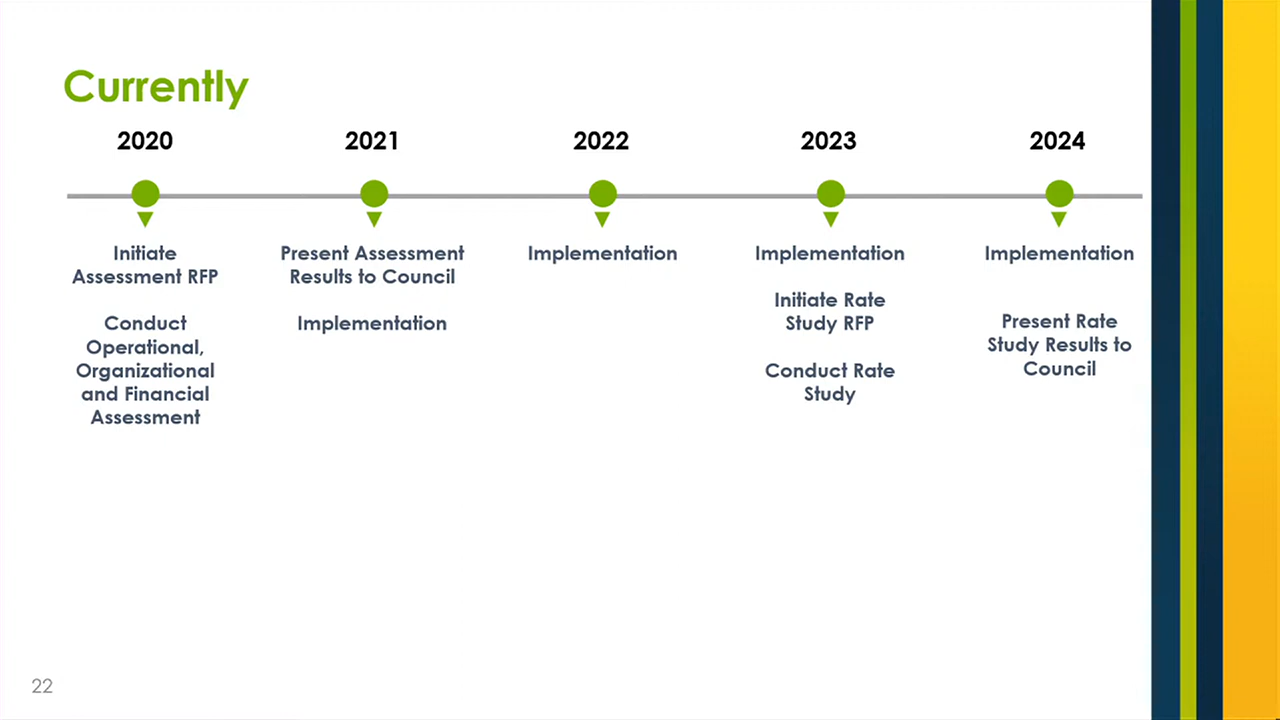 Currently
2020
2021
2022
2023
2024
Initiate
Assessment RFP
Conduct
Operational,
Organizational
and Financial
Assessment
Present Assessment
Results to Council
Implementation
Implementation
Implementation
Initiate Rate
Study RFP
Conduct Rate
Study
Implementation
Present Rate
Study Results to
Council
22